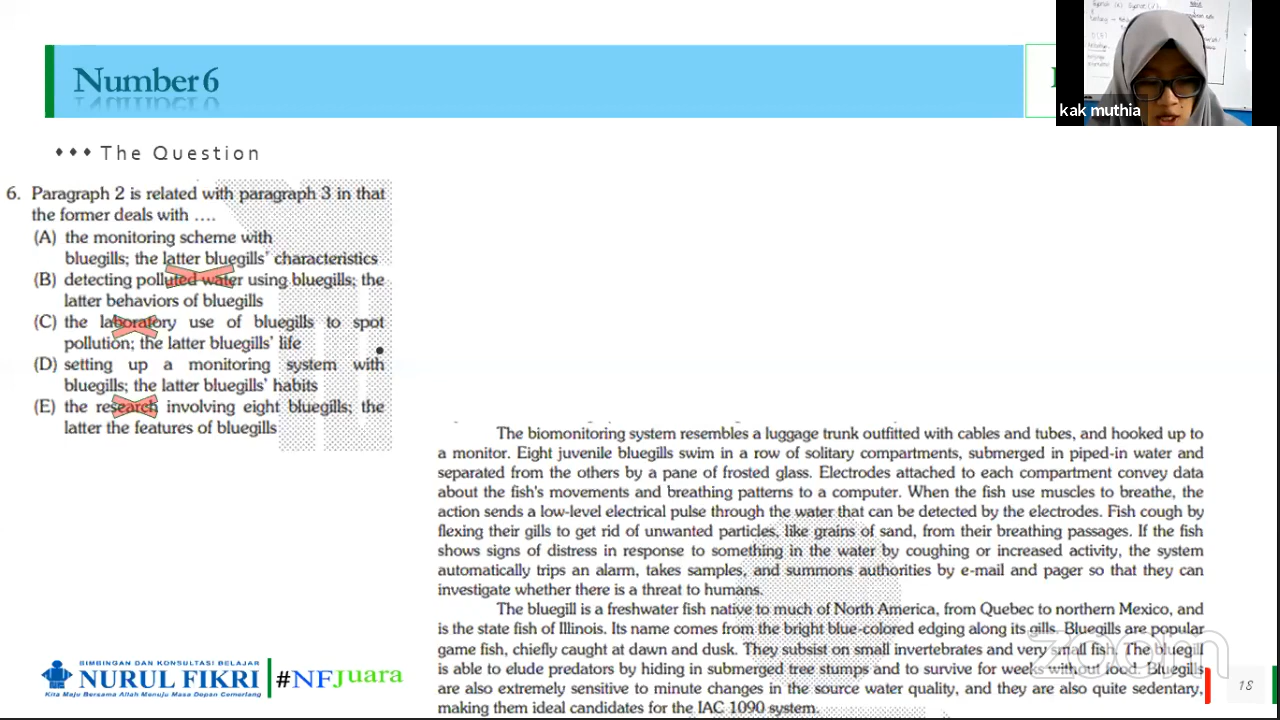 Number 6
kak muthia
The Question
6. Paragraph 2 is related with paragraph 3 in that
the former deals with ....
(A) the monitoring scheme with
bluegills; the latter bluegills' characteristics
(B) detecting polluted water using bluegills; the
latter behaviors of bluegills
(C) the laboratory use of bluegills to spot
pollution; the latter bluegills' life
(D) setting up a monitoring system with
bluegills; the latter bluegills' habits
(E) the research involving eight bluegills; the
latter the features of bluegills
The biomonitoring system resembles a luggage trunk outfitted with cables and tubes, and hooked up to
a monitor. Eight juvenile bluegills swim in a row of solitary compartments, submerged in piped-in water and
separated from the others by a pane of frosted glass. Electrodes attached to each compartment convey data
about the fish's movements and breathing patterns to a computer. When the fish use muscles to breathe, the
action sends a low-level electrical pulse through the water that can be detected by the electrodes. Fish cough by
flexing their gills to get rid of unwanted particles, like grains of sand, from their breathing passages. If the fish
shows signs of distress in response to something in the water by coughing or increased activity, the system
automatically trips an alarm, takes samples, and summons authorities by e-mail and pager so that they can
investigate whether there is a threat to humans.
The bluegill is a freshwater fish native to much of North America, from Quebec to northern Mexico, and
is the state fish of Illinois. Its name comes from the bright blue-colored edging along its gills. Bluegills are popular
game fish, chiefly caught at dawn and dusk. They subsist on small invertebrates and very small fish. The bluegill
is able to elude predators by hiding in submerged tree stumps and to survive for weeks without food. Bluegills
are also extremely sensitive to minute changes in the source water quality, and they are also quite sedentary,
making them ideal candidates for the IAC 1090 system.
zoom
BIMBINGAN DAN KONSULTASI BELAJAR
NURUL FIKRI
Kita Maju Bersama Allah Menuju Masa Depan Cemerlang
#NFJuara
18